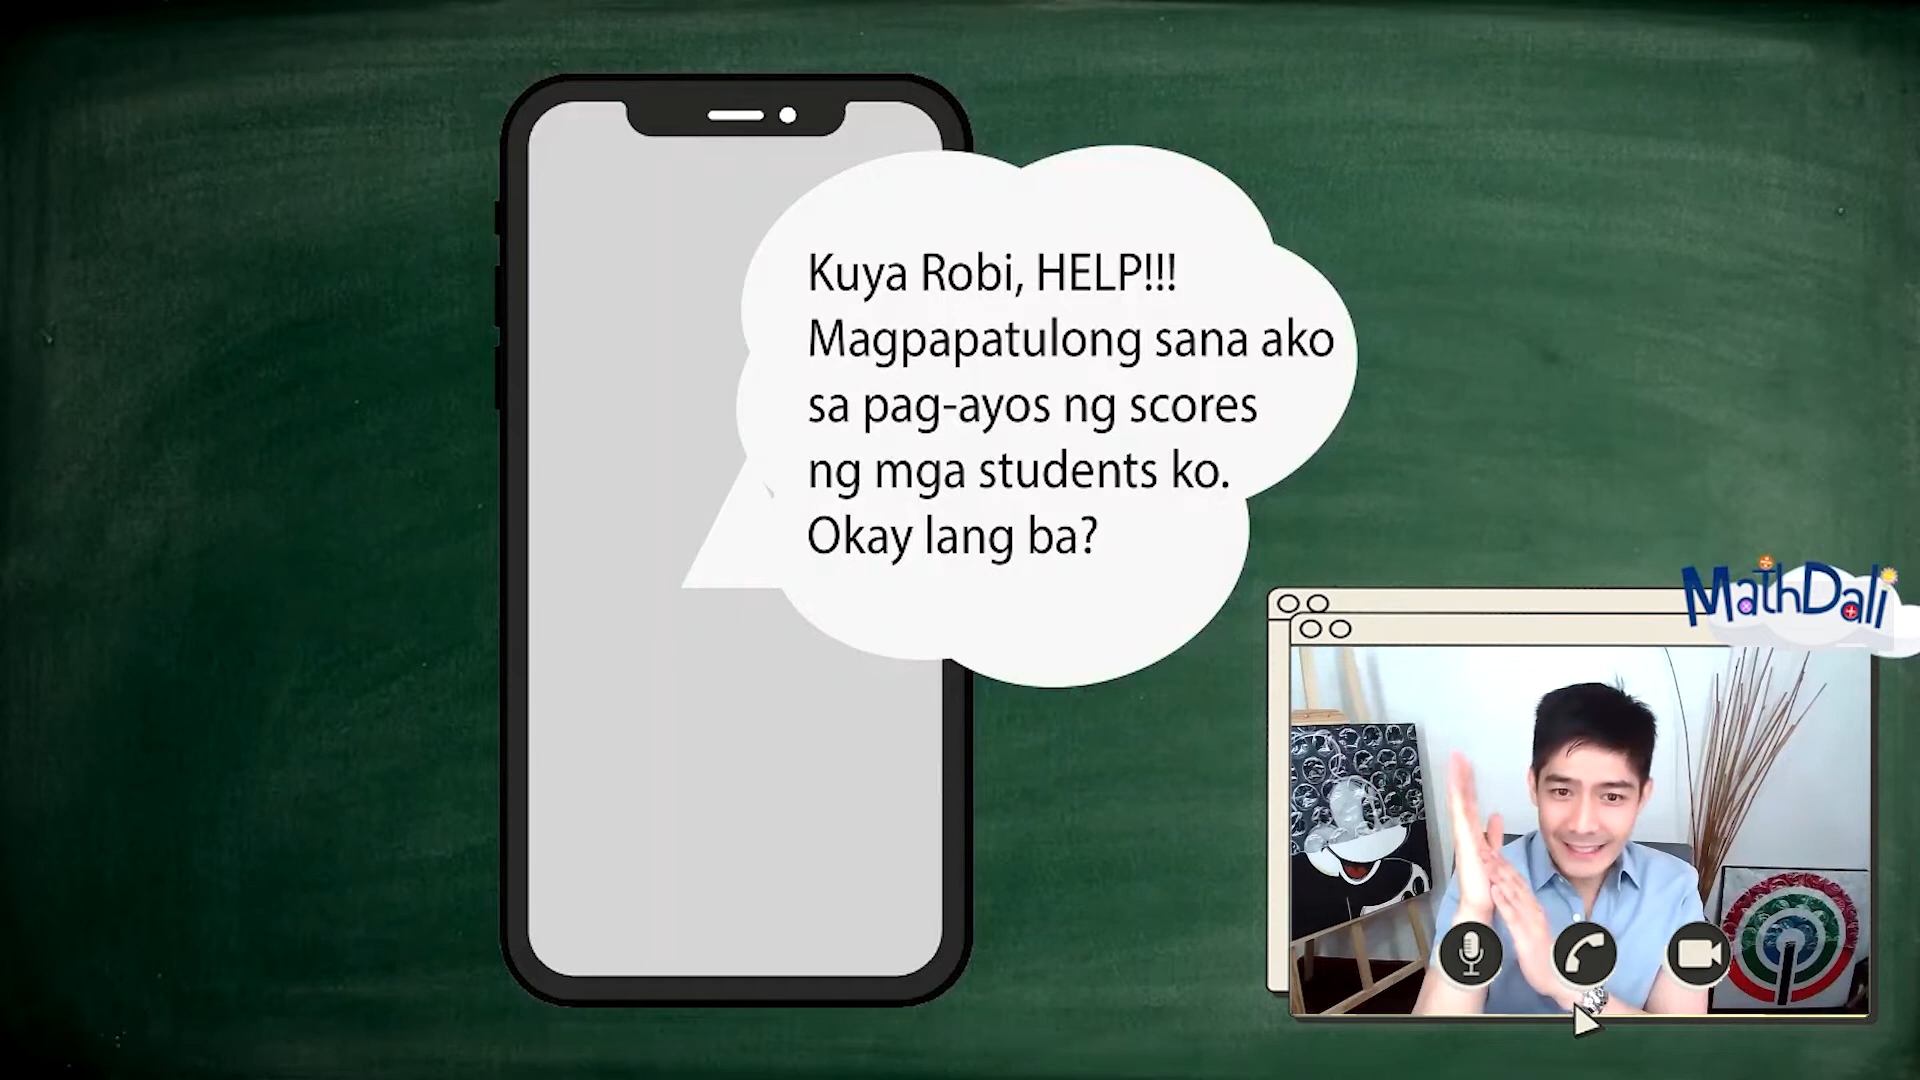 Kuya Robi, HELP!!!
Magpapatulong sana ako
sa pag-ayos ng scores
ng mga students ko.
Okay lang ba?
MathDali